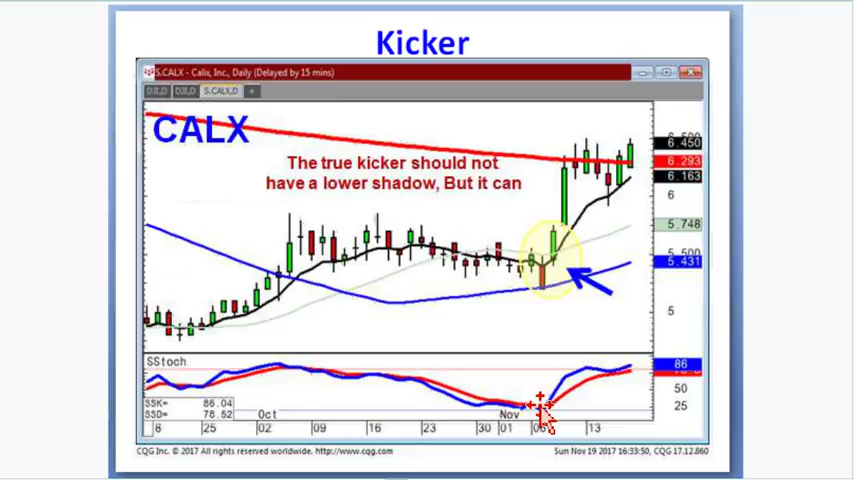 Kicker
S.CALX - Calix, Inc., Daily (Delayed by 15 mins)
DJI,D DJI,D S.CALX,D +
CALX
The true kicker should not
have a lower shadow, But it can
6.450
6.293
6.163
6
5.748
5.431
5
SStoch
86
50
25
SSK= 86.04
SSD= 78.62
Oct Nov
8 25 02 09 16 23 30 01 06 13
CQG Inc. © 2017 All rights reserved worldwide. http://www.cqg.com Sun Nov 19 2017 16:33:50, CQG 17.12.860